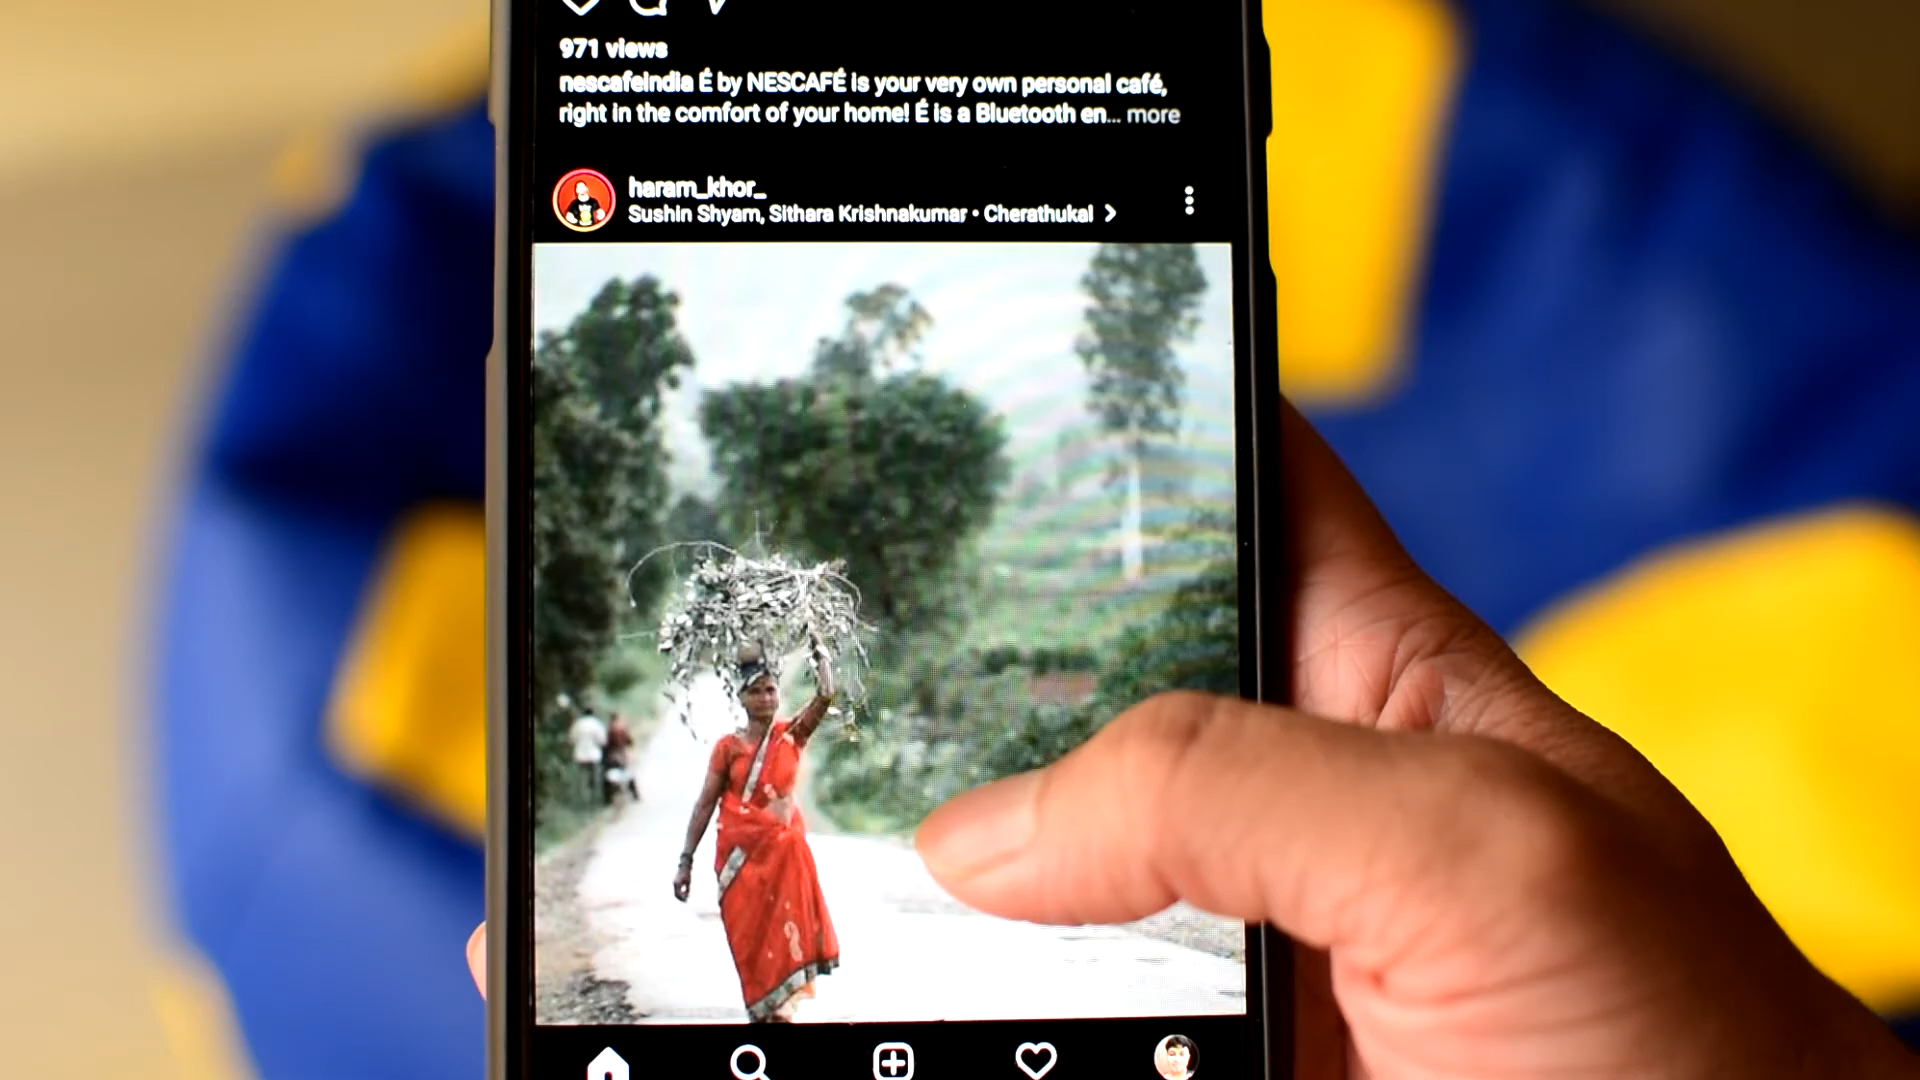 971 views
nescafeindia É by NESCAFÉ is your very own personal café,
right in the comfort of your home! É is a Bluetooth en... more
haram_khor_
Sushin Shyam, Sithara Krishnakumar • Cherathukal >